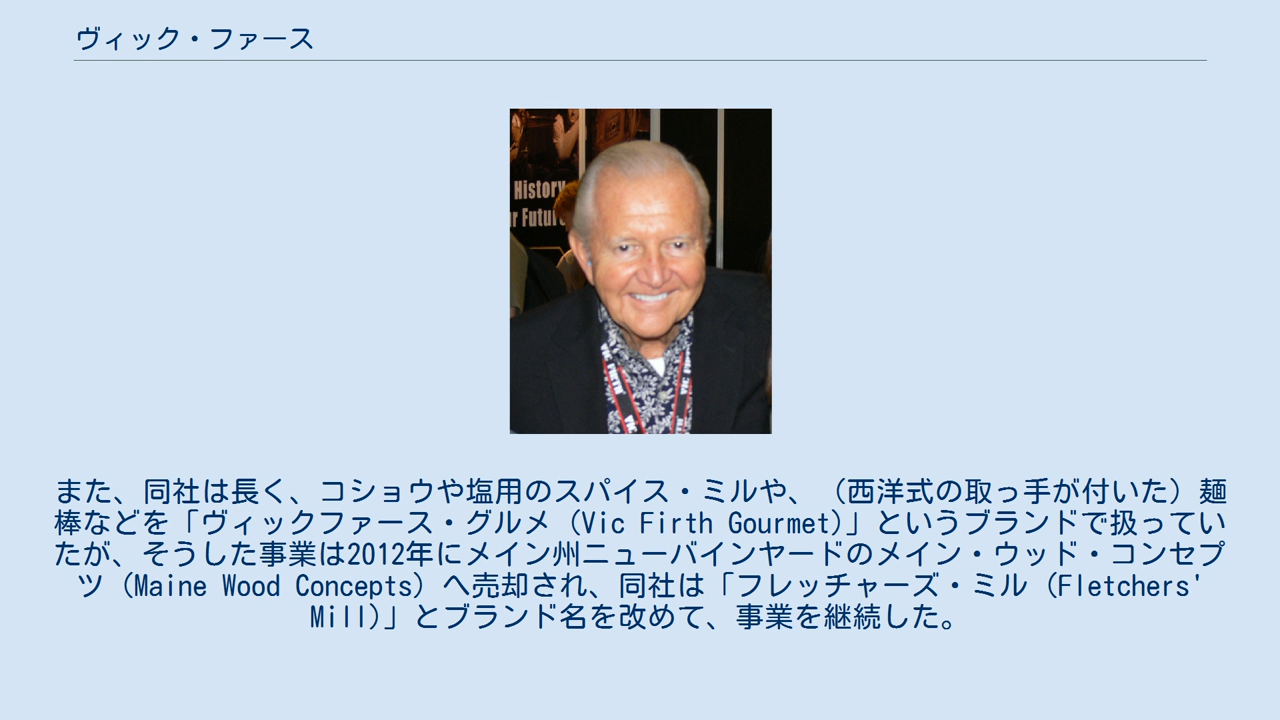 ヴィック・ファース
History
ur Future
VIC FIRTH
VIC FIRTH
また、同社は長く、コショウや塩用のスパイス・ミルや、（西洋式の取っ手が付いた）麺
棒などを「ヴィックファース・グルメ (Vic Firth Gourmet)」というブランドで扱ってい
たが、そうした事業は2012年にメイン州ニューバインヤードのメイン・ウッド・コンセプ
ツ（Maine Wood Concepts）へ売却され、同社は「フレッチャーズ・ミル（Fletchers'
Mill)」とブランド名を改めて、事業を継続した。